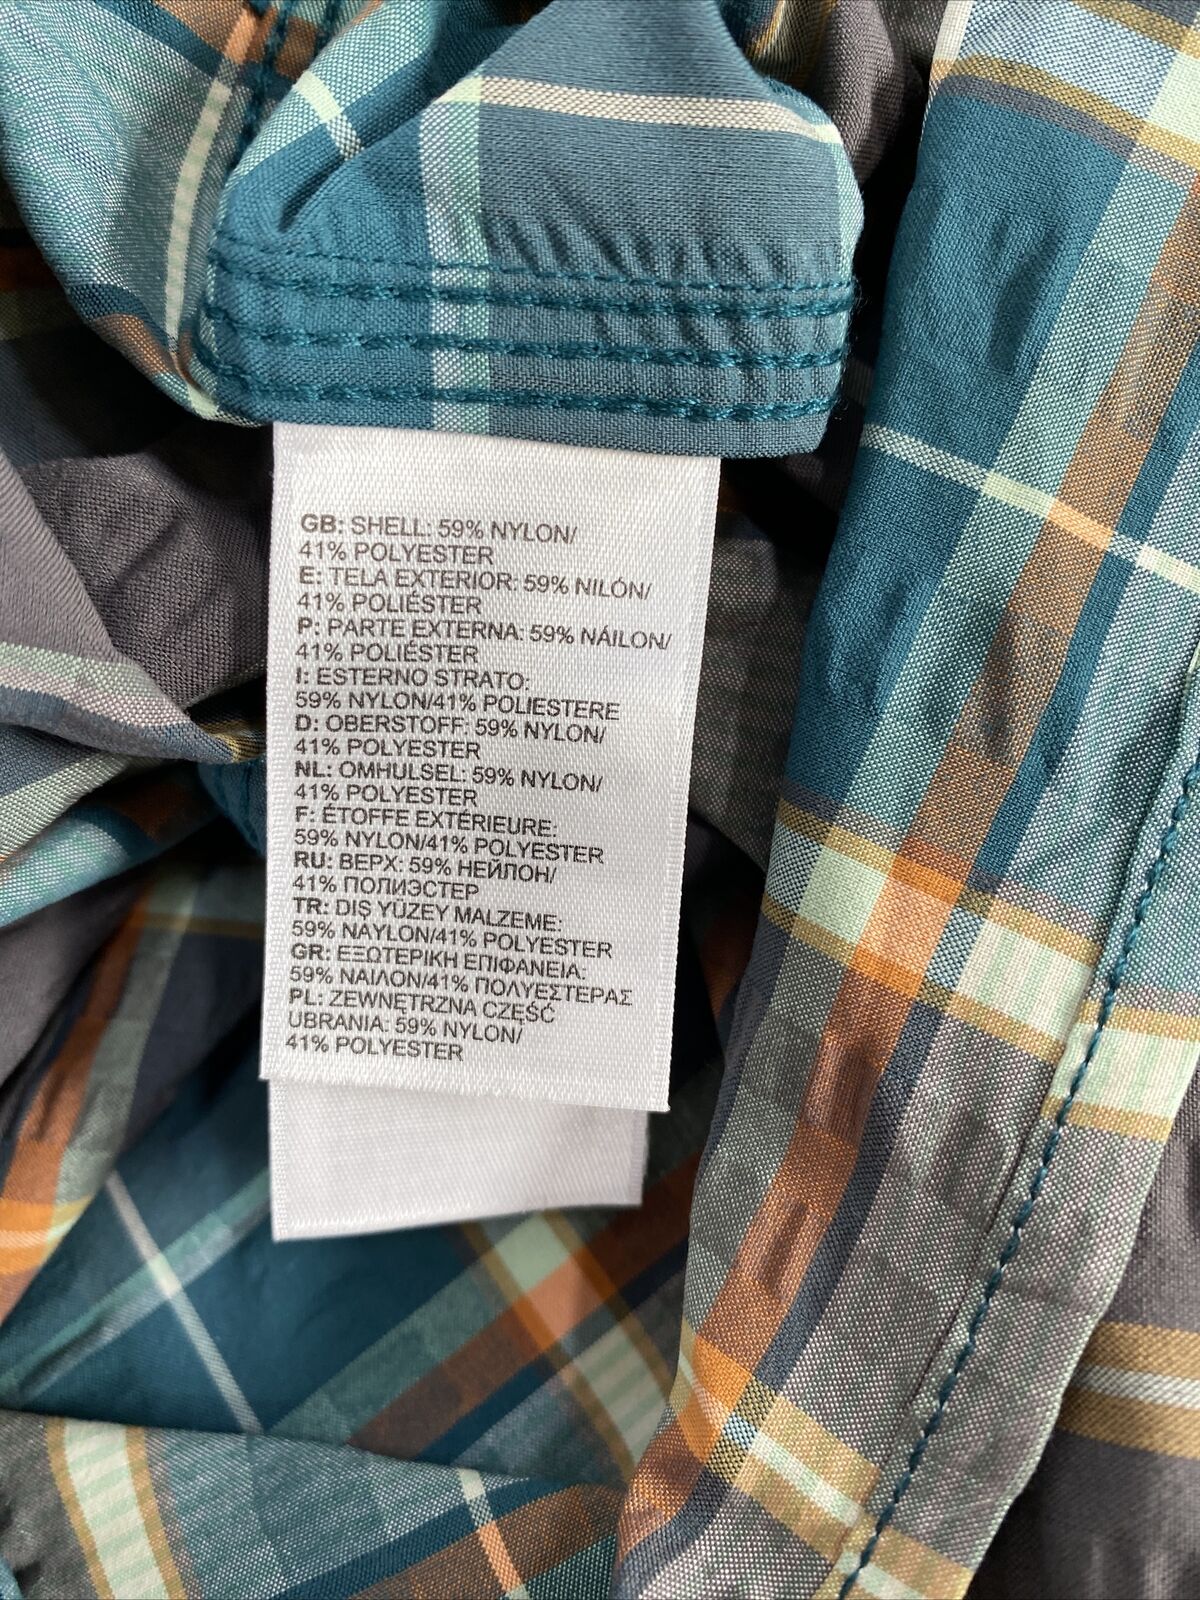 GB: SHELL: 59% NYLON/
41% POLYESTER
E: TELA EXTERIOR: 59% NILÓN/
41% POLIÉSTER
P: PARTE EXTERNA: 59% NÁILON/
41% POLIÉSTER
I: ESTERNO STRATO:
59% NYLON/41% POLIESTERE
D: OBERSTOFF: 59% NYLON/
41% POLYESTER
NL: OMHULSEL: 59% NYLON/
41% POLYESTER
F: ÉTOFFE EXTÉRIEURE:
59% NYLON/41% POLYESTER
RU: ВЕРХ: 59% НЕЙЛОН/
41% ПОЛИЭСТЕР
TR: DIŞ YÜZEY MALZEME:
59% NAYLON/41% POLYESTER
GR: ΕΞΩΤΕΡΙΚΗ ΕΠΙΦΑΝΕΙΑ:
59% ΝΑΙΛΟΝ/41% ΠΟΛΥΕΣΤΕΡΑΣ
PL: ZEWNĘTRZNA CZĘŚĆ
UBRANIA: 59% NYLON/
41% POLYESTER